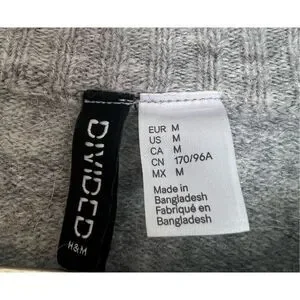 DIVIDED
H&M
EUR M
US M
CA M
CN 170/96A
MX M
Made in
Bangladesh
Fabriqué en
Bangladesh